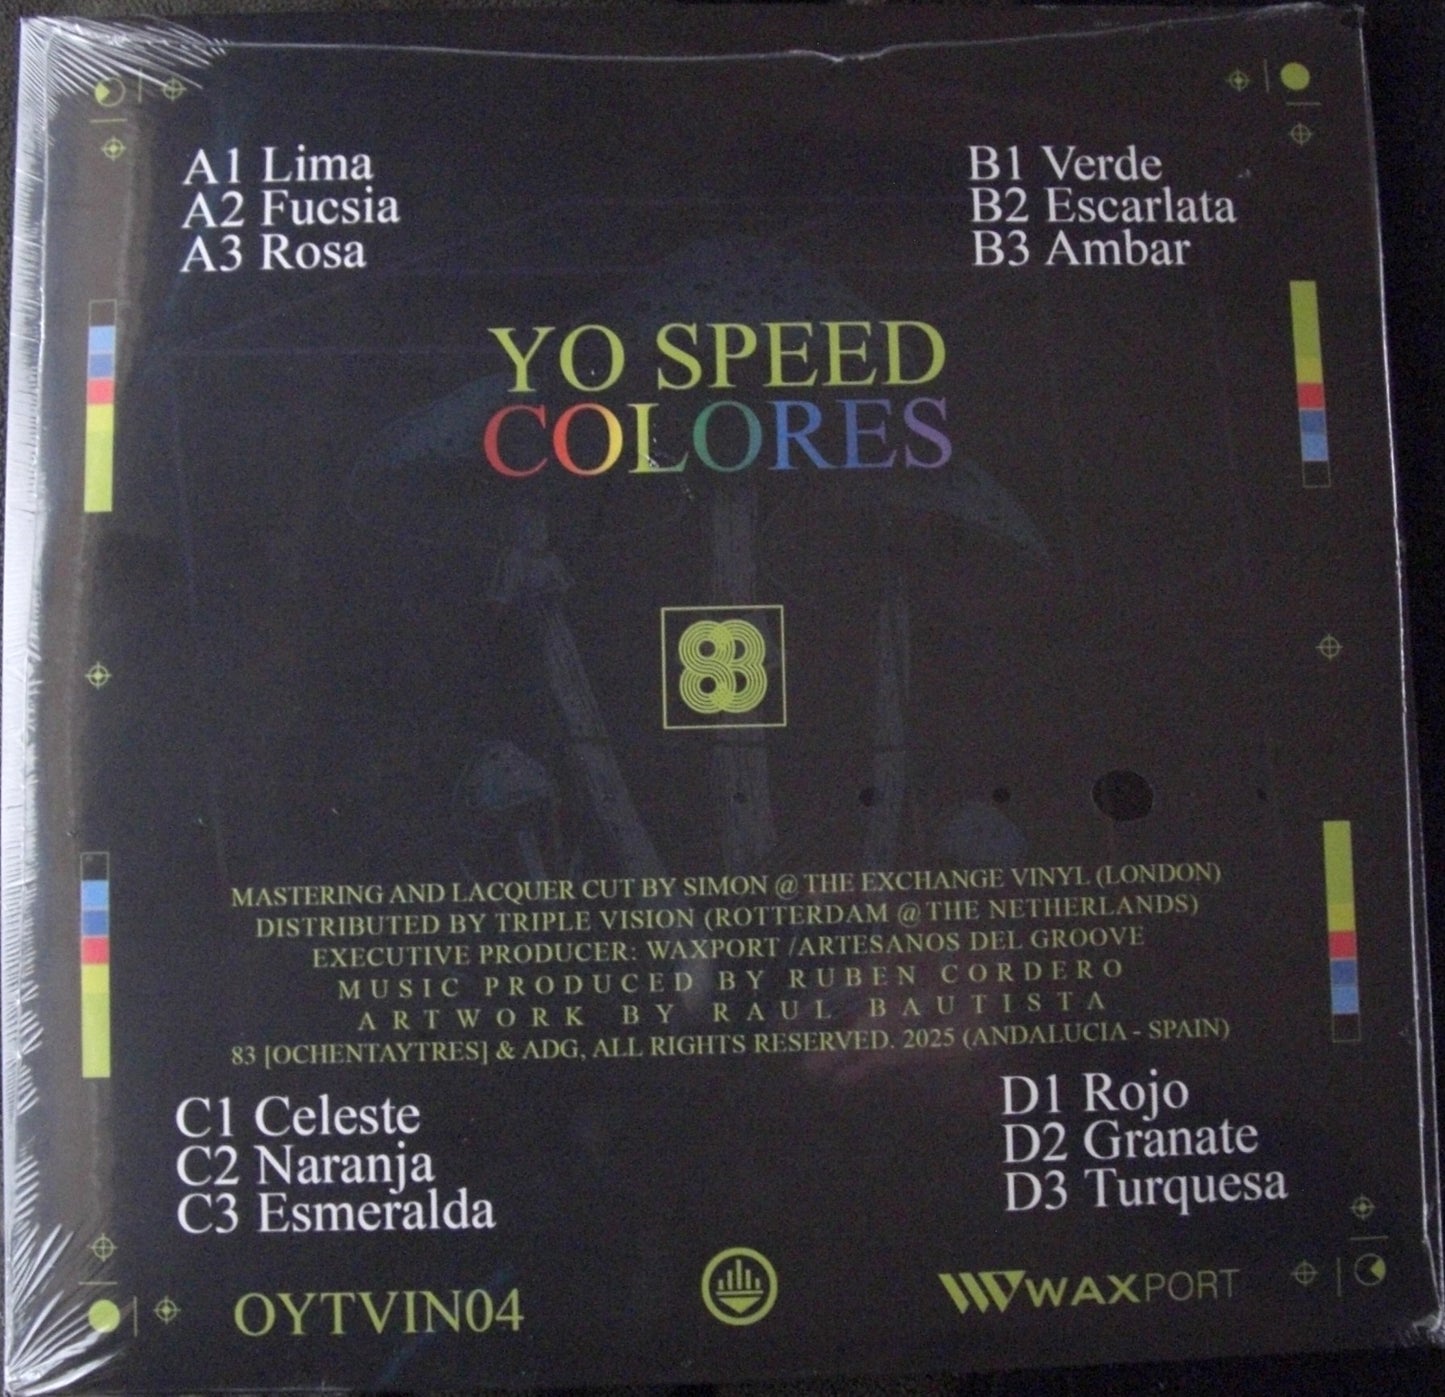 A1 Lima
A2 Fucsia
A3 Rosa
B1 Verde
B2 Escarlata
B3 Ambar
YO SPEED
COLORES
83
MASTERING AND LACQUER CUT BY SIMON @ THE EXCHANGE VINYL (LONDON)
DISTRIBUTED BY TRIPLE VISION (ROTTERDAM @ THE NETHERLANDS)
EXECUTIVE PRODUCER: WAXPORT /ARTESANOS DEL GROOVE
MUSIC PRODUCED BY RUBEN CORDERO
ARTWORK BY RAUL BAUTISTA
83 [OCHENTAYTRES] & ADG, ALL RIGHTS RESERVED. 2025 (ANDALUCIA - SPAIN)
C1 Celeste
C2 Naranja
C3 Esmeralda
D1 Rojo
D2 Granate
D3 Turquesa
OYTVIN04
WAXPORT